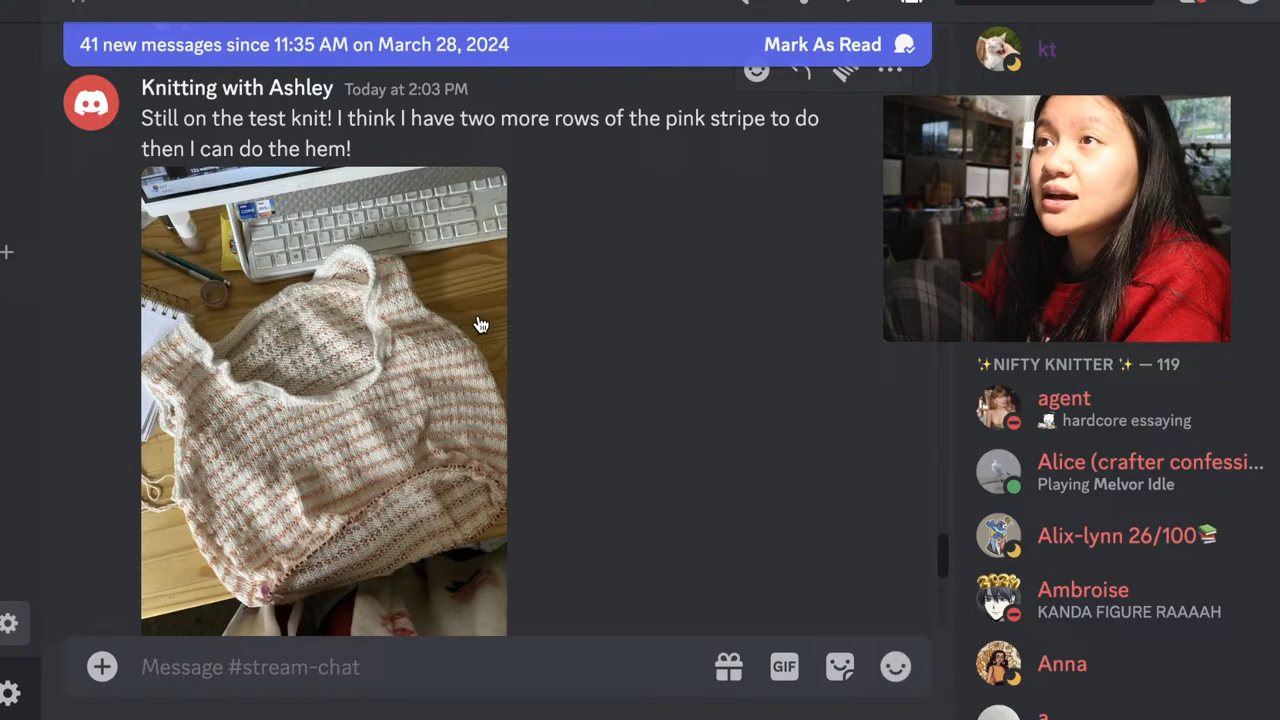 41 new messages since 11:35 AM on March 28, 2024
Mark As Read
kt
Knitting with Ashley Today at 2:03 PM
Still on the test knit! I think I have two more rows of the pink stripe to do
then I can do the hem!
✨NIFTY KNITTER ✨ — 119
agent
hardcore essaying
Alice (crafter confessi...
Playing Melvor Idle
Alix-lynn 26/100📚
Ambroise
KANDA FIGURE RAAAAH
Anna
a
Message #stream-chat
GIF